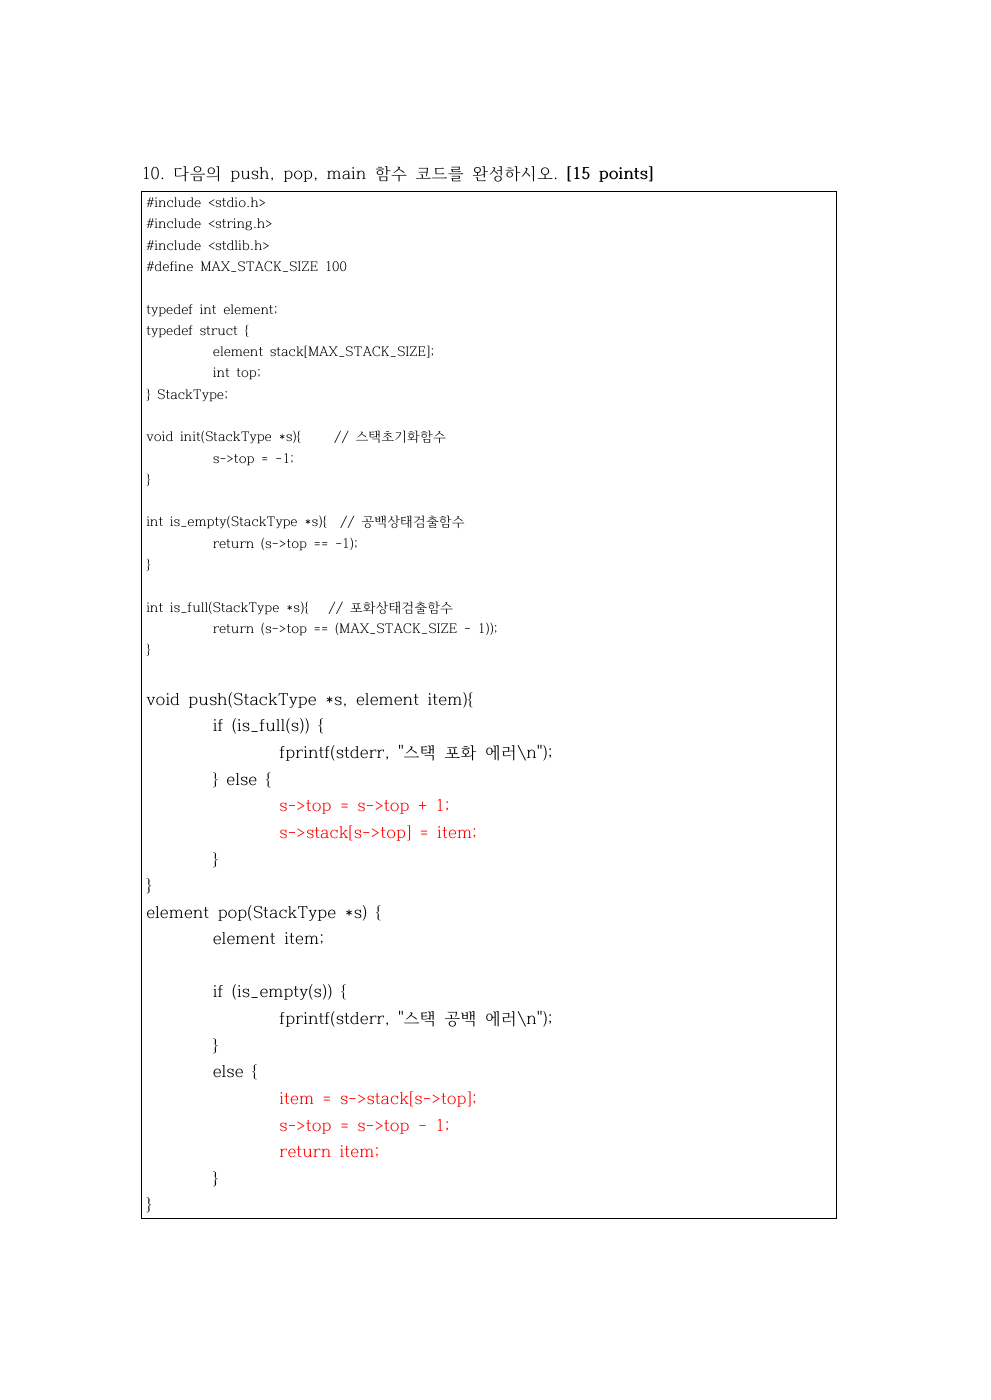 10. 다음의 push, pop, main 함수 코드를 완성하시오. [15 points]
#include <stdio.h>
#include <string.h>
#include <stdlib.h>
#define MAX_STACK_SIZE 100
typedef int element;
typedef struct {
element stack[MAX_STACK_SIZE];
int top;
} StackType;
void init(StackType *s){ // 스택초기화함수
s->top = -1;
}
int is_empty(StackType *s){ // 공백상태검출함수
return (s->top == -1);
}
int is_full(StackType *s){ // 포화상태검출함수
return (s->top == (MAX_STACK_SIZE - 1));
}
void push(StackType *s, element item){
if (is_full(s)) {
fprintf(stderr, "스택 포화 에러\n");
} else {
s->top = s->top + 1;
s->stack[s->top] = item;
}
}
element pop(StackType *s) {
element item;
if (is_empty(s)) {
fprintf(stderr, "스택 공백 에러\n");
}
else {
item = s->stack[s->top];
s->top = s->top - 1;
return item;
}
}